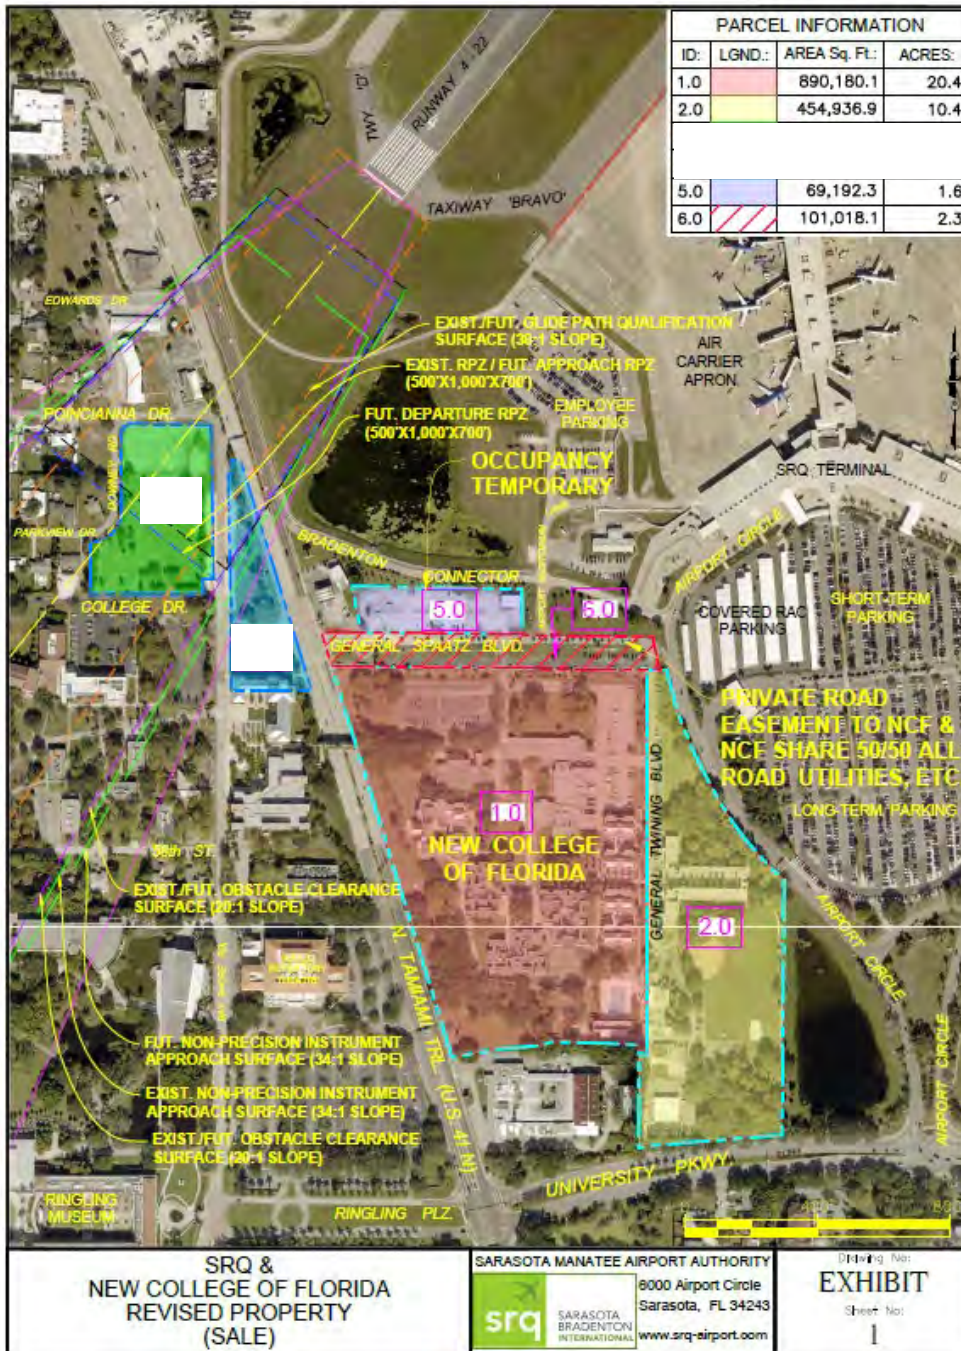 PARCEL INFORMATION
ID: LGND.: AREA Sq. Ft.: ACRES:
1.0 890,180.1 20.4
2.0 454,936.9 10.4
5.0 69,192.3 1.6
6.0 101,018.1 2.3
RUNWAY 4 - 22
TWY
TAXIWAY 'BRAVO'
EDWARDS DR.
EXIST./FUT. GLIDE PATH QUALIFICATION
SURFACE (30:1 SLOPE)
AIR
CARRIER
APRON
EXIST. RPZ / FUT. APPROACH RPZ
(500'X1,000'X700')
POINCIANNA DR.
FUT. DEPARTURE RPZ
(500'X1,000'X700')
EMPLOYEE
PARKING
OCCUPANCY
TEMPORARY
SRQ TERMINAL
DOWNEY RD
PARKVIEW DR.
BRADENTON
CONNECTOR
AIRPORT CIRCLE
COLLEGE DR.
5.0
6.0
COVERED RAC
PARKING
SHORT-TERM
PARKING
GENERAL SPAATZ BLVD.
PRIVATE ROAD
EASEMENT TO NCF &
NCF SHARE 50/50 ALL
ROAD UTILITIES, ETC
LONG-TERM PARKING
1.0
NEW COLLEGE
OF FLORIDA
GENERAL TWINING BLVD.
58th ST.
EXIST./FUT. OBSTACLE CLEARANCE
SURFACE (20:1 SLOPE)
2.0
AIRPORT CIRCLE
N. TAMIAMI TRL. (U.S. 41 N)
BAY SHORE
FUT. NON-PRECISION INSTRUMENT
APPROACH SURFACE (34:1 SLOPE)
EXIST. NON-PRECISION INSTRUMENT
APPROACH SURFACE (34:1 SLOPE)
EXIST./FUT. OBSTACLE CLEARANCE
SURFACE (20:1 SLOPE)
AIRPORT CIRCLE
UNIVERSITY PKWY.
RINGLING
MUSEUM
RINGLING PLZ.
0 400 800
SRQ &
NEW COLLEGE OF FLORIDA
REVISED PROPERTY
(SALE)
SARASOTA MANATEE AIRPORT AUTHORITY
srq
SARASOTA
BRADENTON
INTERNATIONAL
6000 Airport Circle
Sarasota, FL 34243
www.srq-airport.com
Drawing No:
EXHIBIT
Sheet No:
1